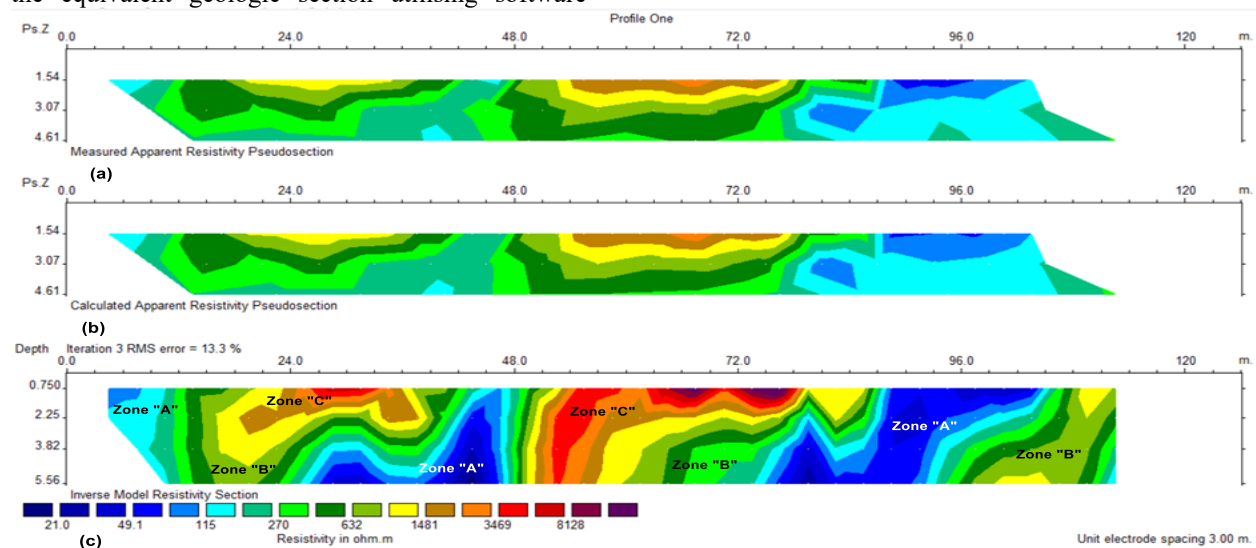 the equivalent geologic section utilising software
Profile One
Ps.Z 0.0 24.0 48.0 72.0 96.0 120 m.
1.54
3.07
4.61
Measured Apparent Resistivity Pseudosection
(a)
Ps.Z 0.0 24.0 48.0 72.0 96.0 120 m.
1.54
3.07
4.61
Calculated Apparent Resistivity Pseudosection
(b)
Depth Iteration 3 RMS error = 13.3 %
0.0 24.0 48.0 72.0 96.0 120 m.
0.750
Zone "A" Zone "C" Zone "C"
2.25
Zone "A"
3.82
Zone "B" Zone "A" Zone "B" Zone "B"
5.56
Inverse Model Resistivity Section
21.0 49.1 115 270 632 1481 3469 8128
(c) Resistivity in ohm.m Unit electrode spacing 3.00 m.